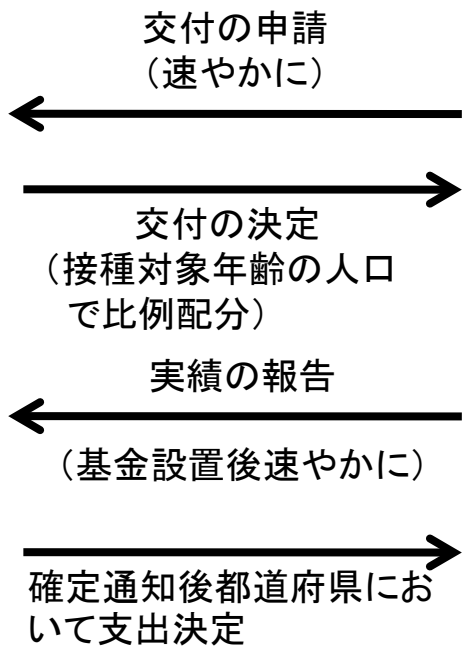 交付の申請
（速やかに）
交付の決定
（接種対象年齢の人口
で比例配分）
実績の報告
（基金設置後速やかに）
確定通知後都道府県にお
いて支出決定